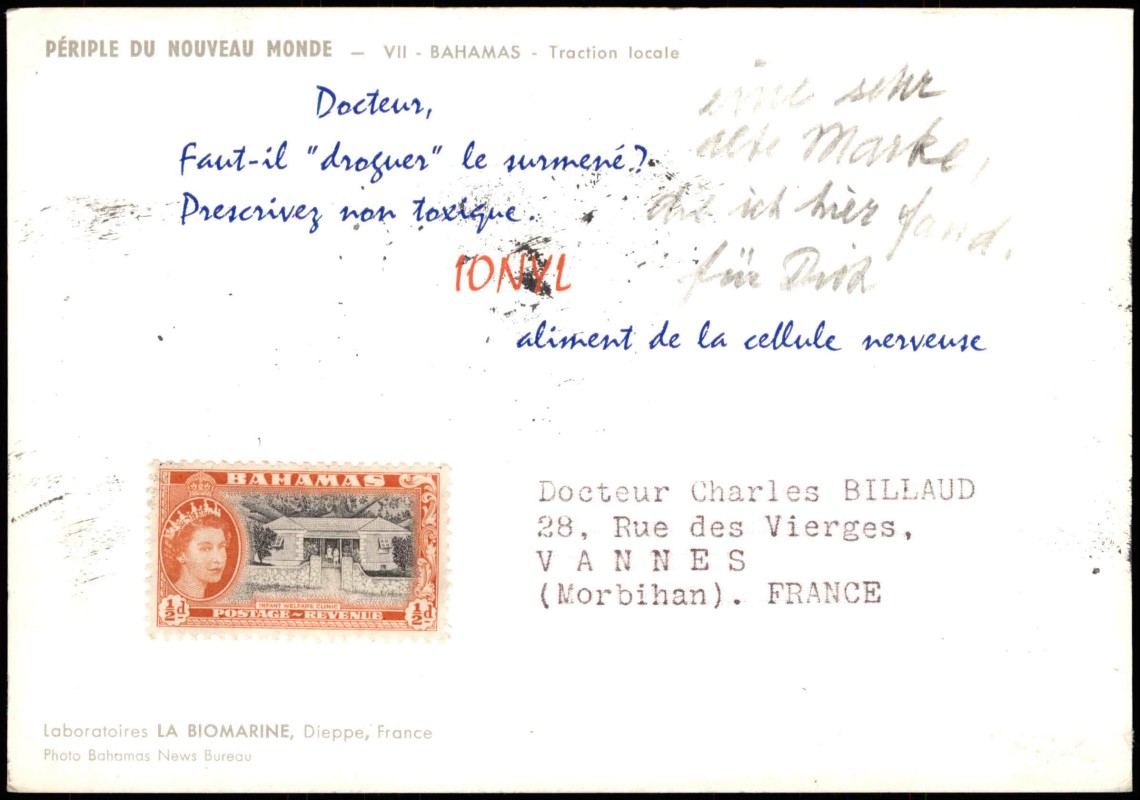 PÉRIPLE DU NOUVEAU MONDE — VII - BAHAMAS - Traction locale
Docteur,
Faut-il "droguer" le surmené?
Prescrivez non toxique.
IONYL
aliment de la cellule nerveuse
eine sehr
alte Marke,
die ich hier fand.
für Dich
BAHAMAS
INFANT WELFARE CLINIC
½d ½d
POSTAGE~REVENUE
Docteur Charles BILLAUD
28, Rue des Vierges,
VANNES
(Morbihan). FRANCE
Laboratoires LA BIOMARINE, Dieppe, France
Photo Bahamas News Bureau